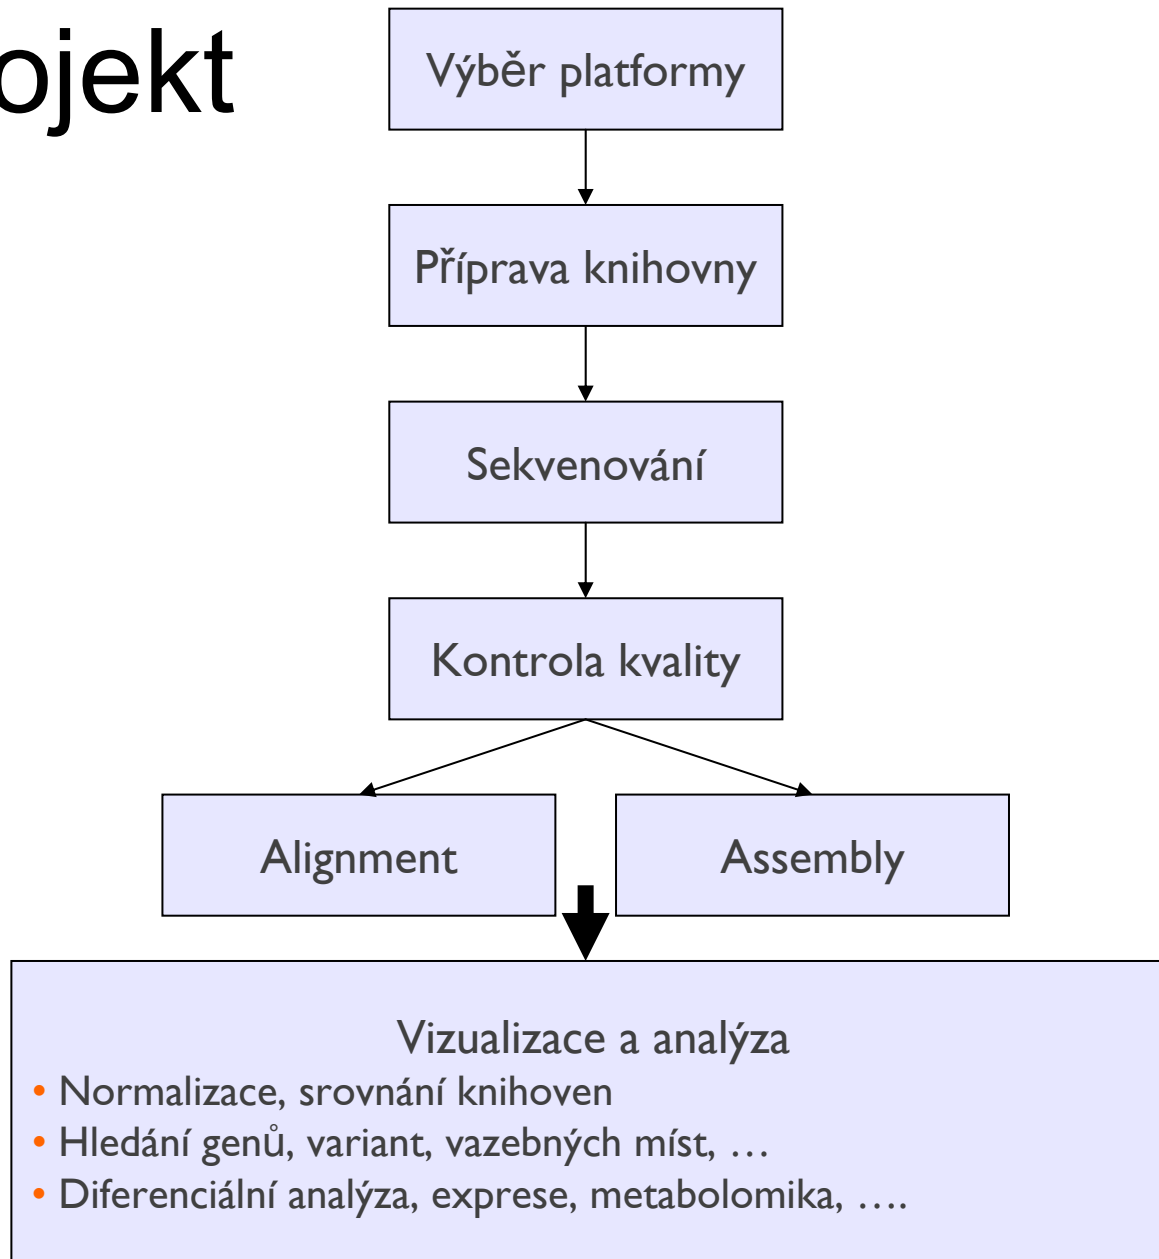 ojekt
Výběr platformy
Příprava knihovny
Sekvenování
Kontrola kvality
Alignment
Assembly
Vizualizace a analýza
• Normalizace, srovnání knihoven
• Hledání genů, variant, vazebných míst, …
• Diferenciální analýza, exprese, metabolomika, ….